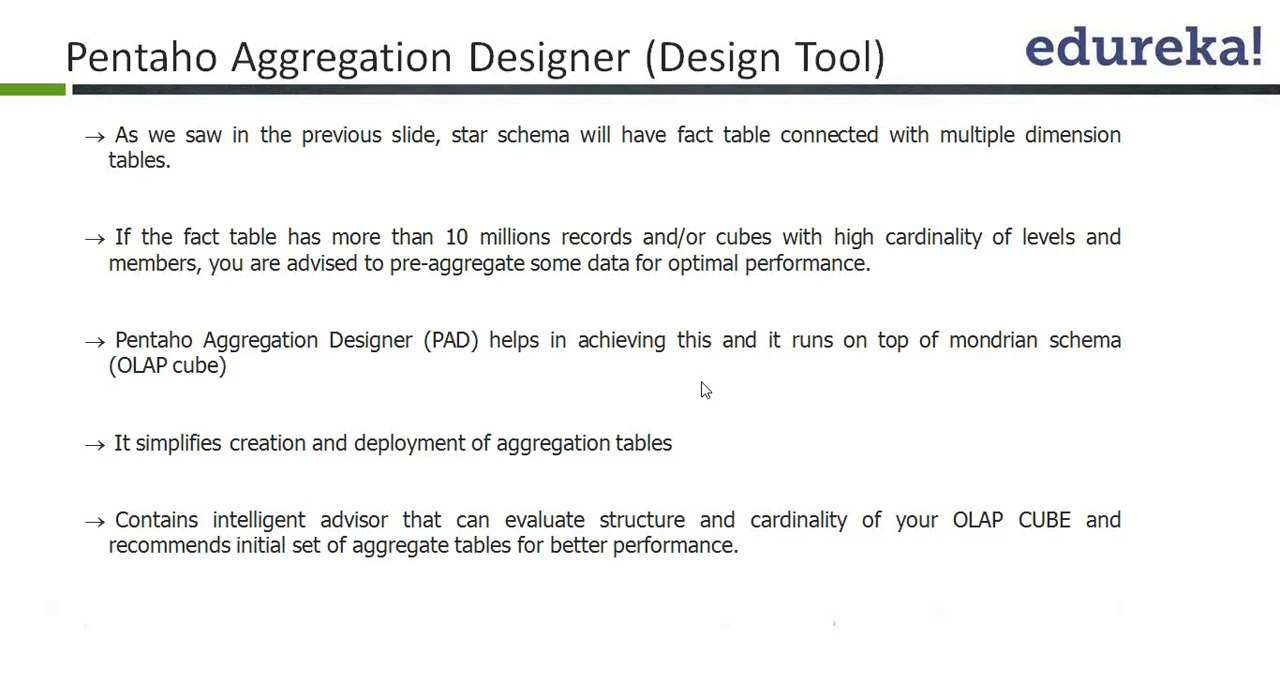 Pentaho Aggregation Designer (Design Tool)
edureka!
→ As we saw in the previous slide, star schema will have fact table connected with multiple dimension
tables.
→ If the fact table has more than 10 millions records and/or cubes with high cardinality of levels and
members, you are advised to pre-aggregate some data for optimal performance.
→ Pentaho Aggregation Designer (PAD) helps in achieving this and it runs on top of mondrian schema
(OLAP cube)
→ It simplifies creation and deployment of aggregation tables
→ Contains intelligent advisor that can evaluate structure and cardinality of your OLAP CUBE and
recommends initial set of aggregate tables for better performance.